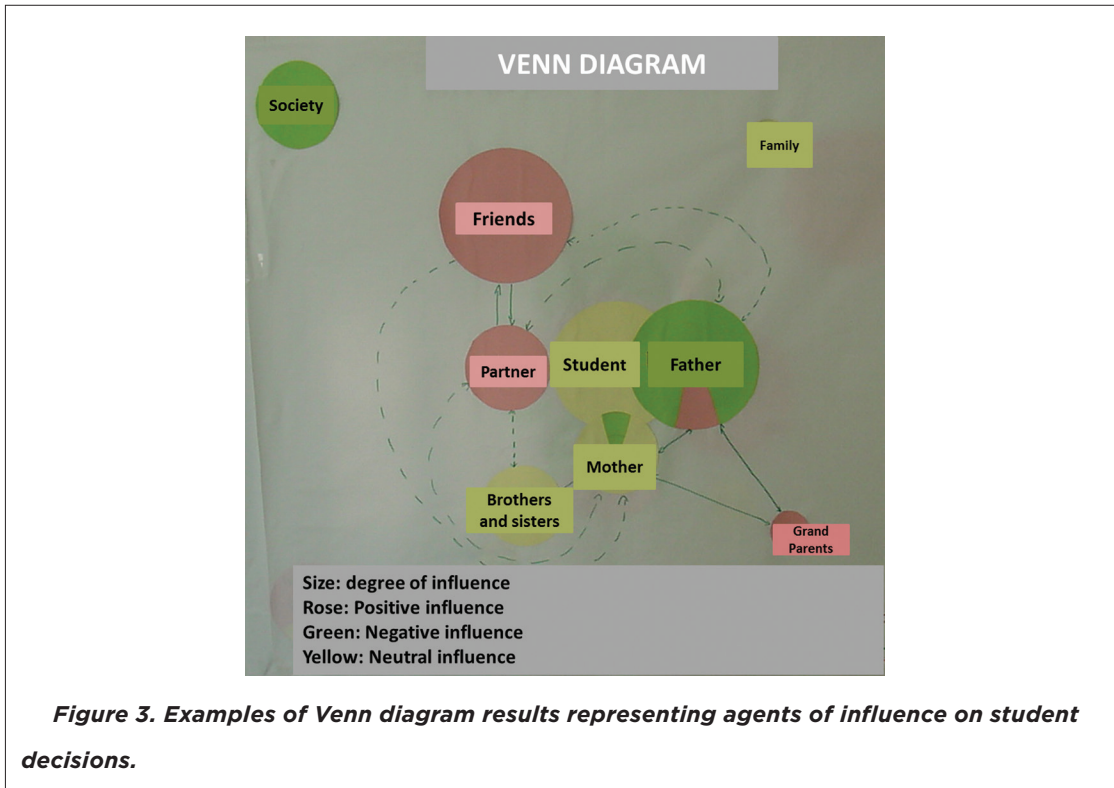 VENN DIAGRAM
Society
Family
Friends
Student
Father
Partner
Mother
Brothers
and sisters
Grand
Parents
Size: degree of influence
Rose: Positive influence
Green: Negative influence
Yellow: Neutral influence
Figure 3. Examples of Venn diagram results representing agents of influence on student
decisions.